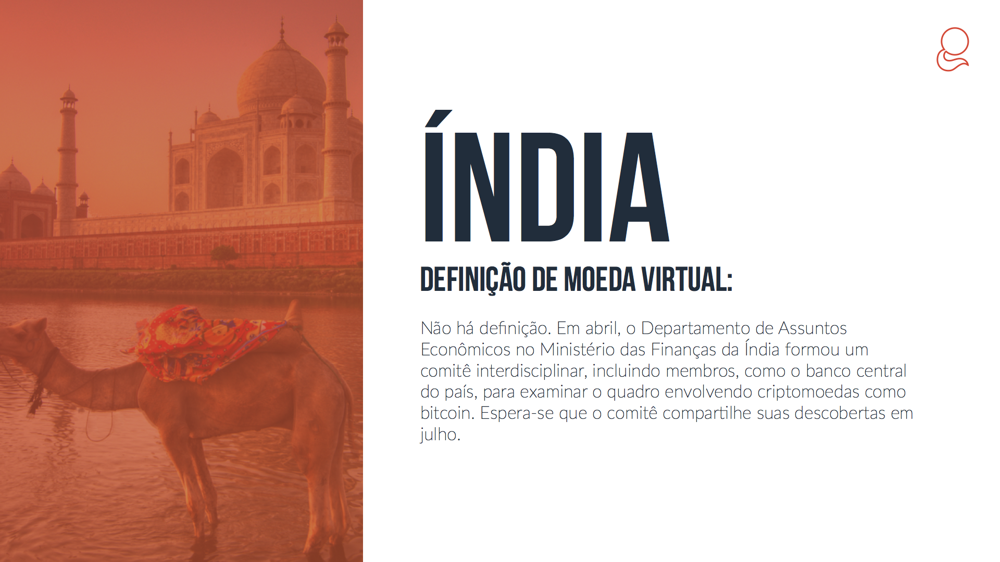 ÍNDIA
DEFINIÇÃO DE MOEDA VIRTUAL:
Não há definição. Em abril, o Departamento de Assuntos
Econômicos no Ministério das Finanças da Índia formou um
comitê interdisciplinar, incluindo membros, como o banco central
do país, para examinar o quadro envolvendo criptomoedas como
bitcoin. Espera-se que o comitê compartilhe suas descobertas em
julho.